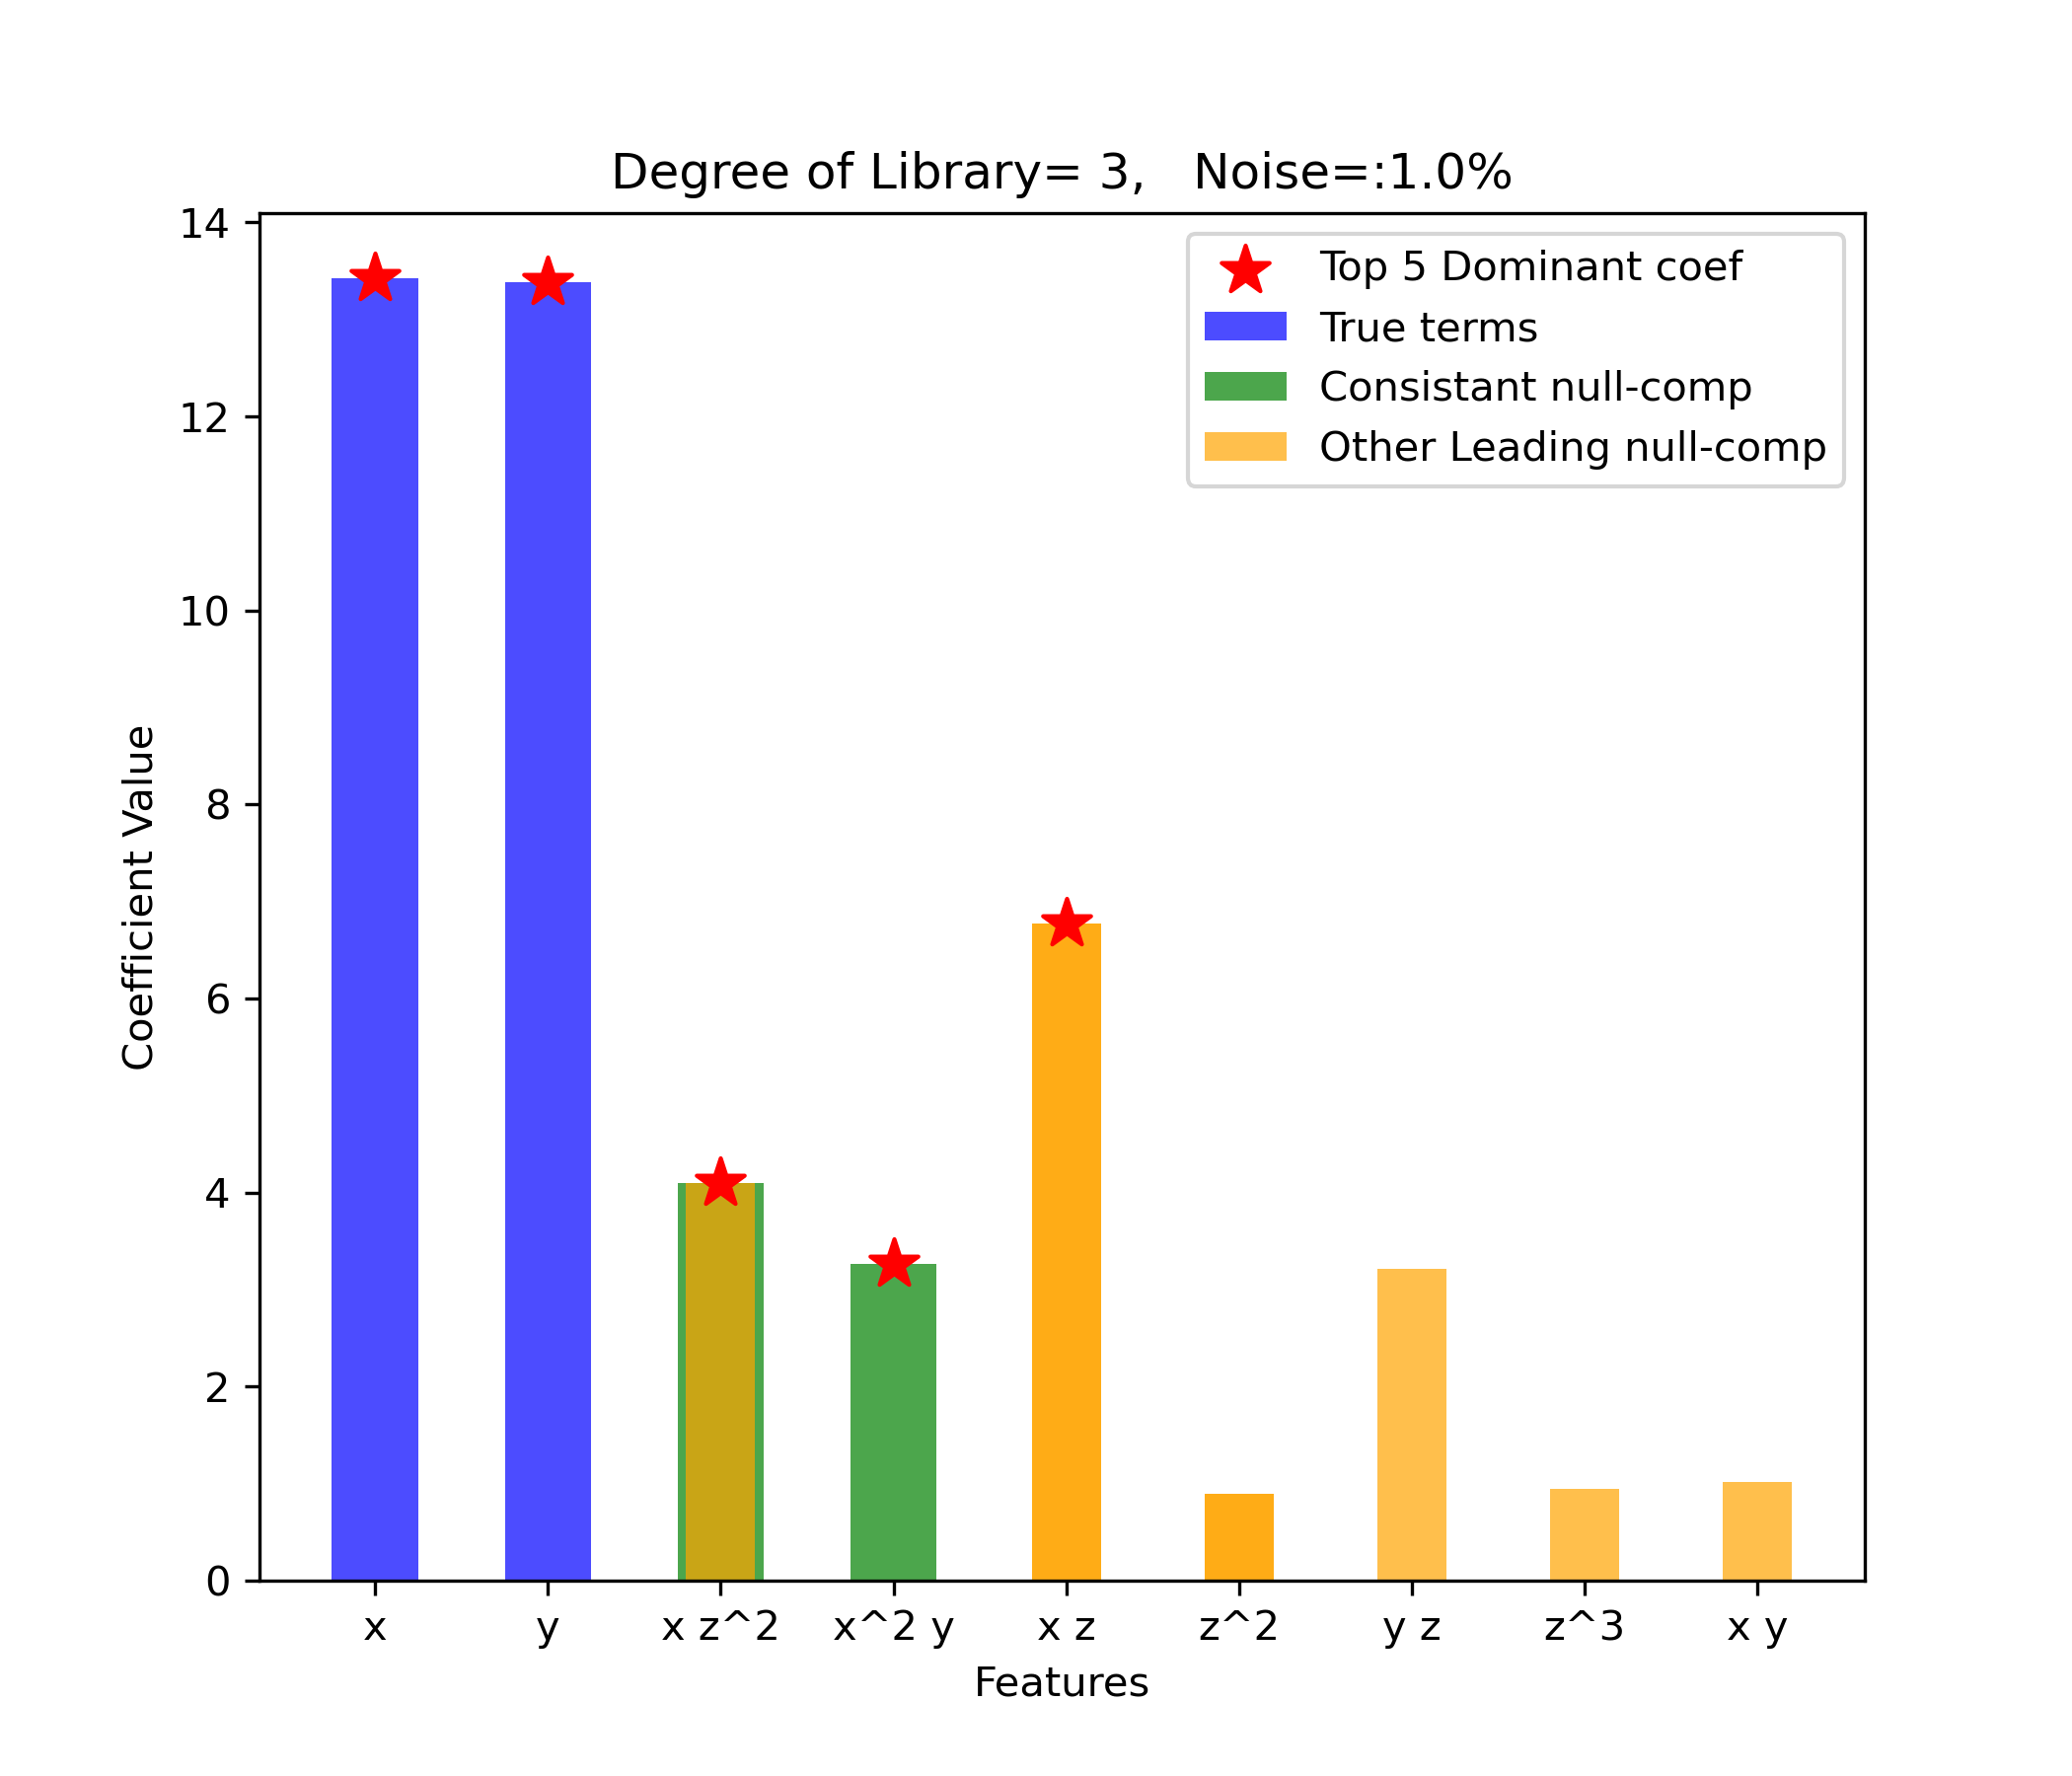 Degree of Library= 3,   Noise=:1.0%
Top 5 Dominant coef
True terms
Consistant null-comp
Other Leading null-comp
14
12
10
8
6
4
2
0
Coefficient Value
x
y
x z^2
x^2 y
x z
z^2
y z
z^3
x y
Features